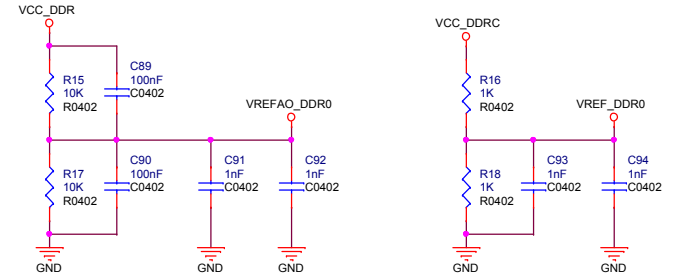 VCC_DDR
C89
100nF
C0402
R15
10K
R0402
VREFAO_DDR0
R17
10K
R0402
C90
100nF
C0402
C91
1nF
C0402
C92
1nF
C0402
GND
GND
GND
VCC_DDRC
R16
1K
R0402
VREF_DDR0
R18
1K
R0402
C93
1nF
C0402
C94
1nF
C0402
GND
GND